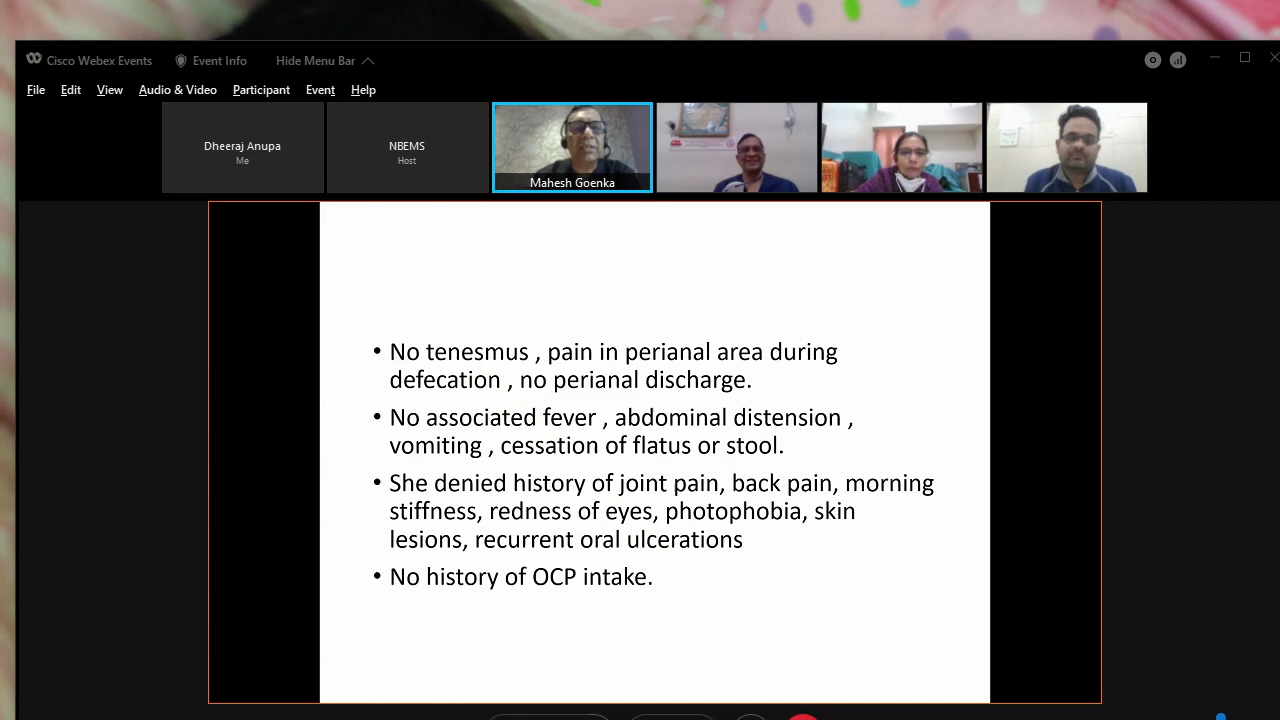 Cisco Webex Events
Event Info
Hide Menu Bar
File Edit View Audio & Video Participant Event Help
Dheeraj Anupa
Me
NBEMS
Host
Mahesh Goenka
• No tenesmus , pain in perianal area during
defecation , no perianal discharge.
• No associated fever , abdominal distension ,
vomiting , cessation of flatus or stool.
• She denied history of joint pain, back pain, morning
stiffness, redness of eyes, photophobia, skin
lesions, recurrent oral ulcerations
• No history of OCP intake.